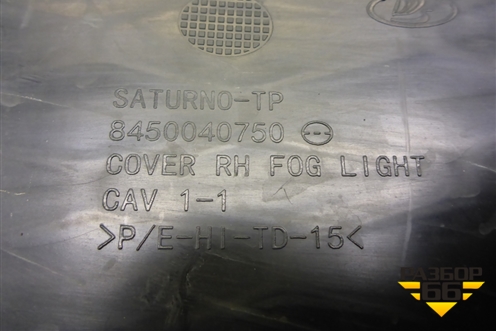 SATURNO-TP
8450040750
COVER RH FOG LIGHT
CAV 1-1
>P/E-HI-TD-15<
РАЗБОР
66